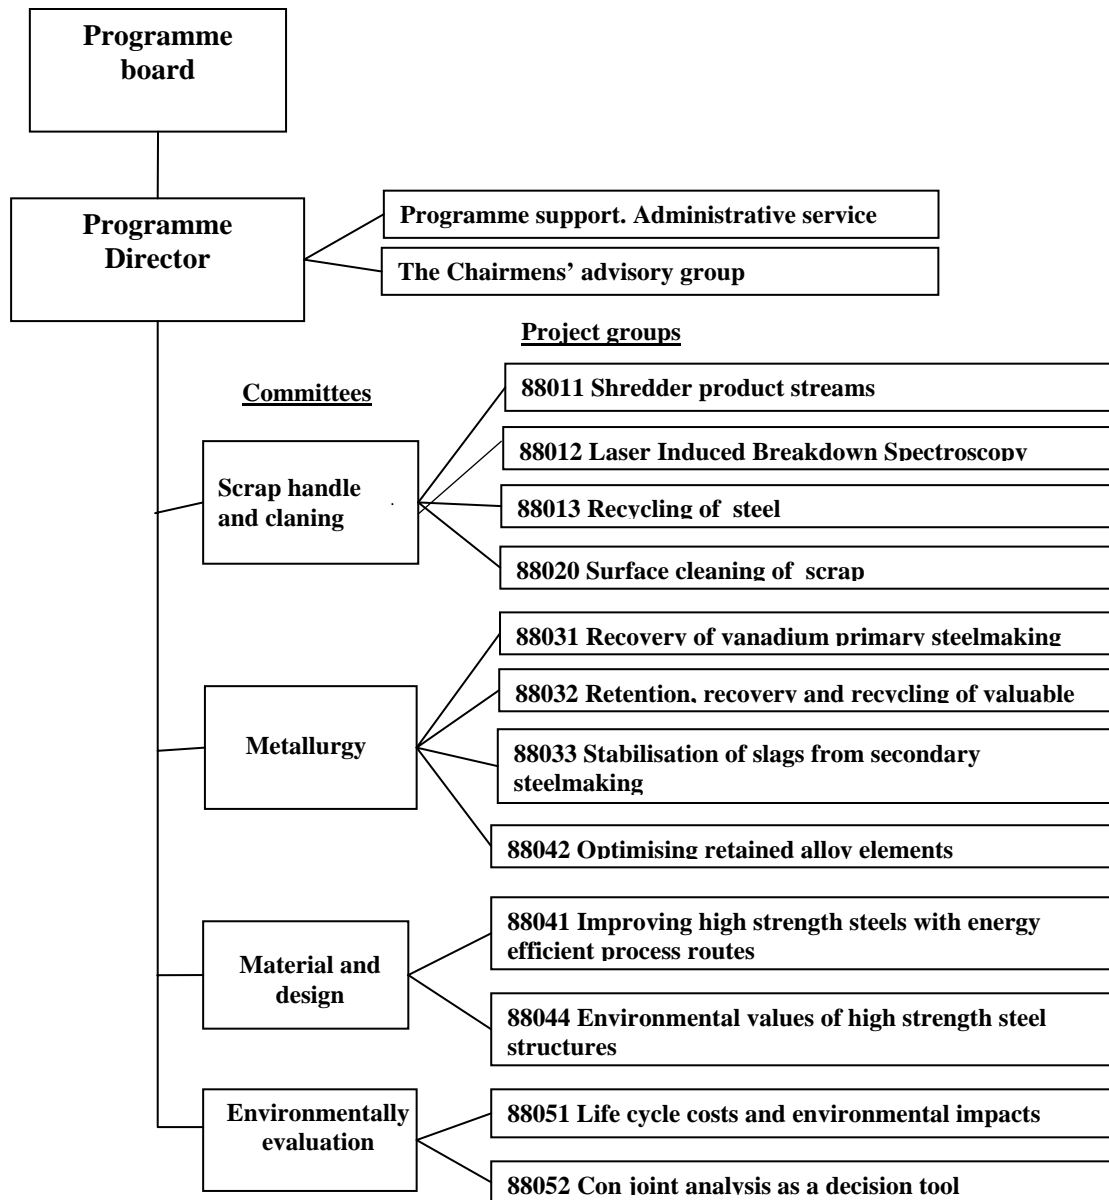 Programme
board
Programme
Director
Programme support. Administrative service
The Chairmens’ advisory group
Project groups
Committees
88011 Shredder product streams
88012 Laser Induced Breakdown Spectroscopy
Scrap handle
and claning
88013 Recycling of steel
88020 Surface cleaning of scrap
88031 Recovery of vanadium primary steelmaking
88032 Retention, recovery and recycling of valuable
Metallurgy
88033 Stabilisation of slags from secondary
steelmaking
88042 Optimising retained alloy elements
88041 Improving high strength steels with energy
efficient process routes
Material and
design
88044 Environmental values of high strength steel
structures
Environmentally
evaluation
88051 Life cycle costs and environmental impacts
88052 Con joint analysis as a decision tool